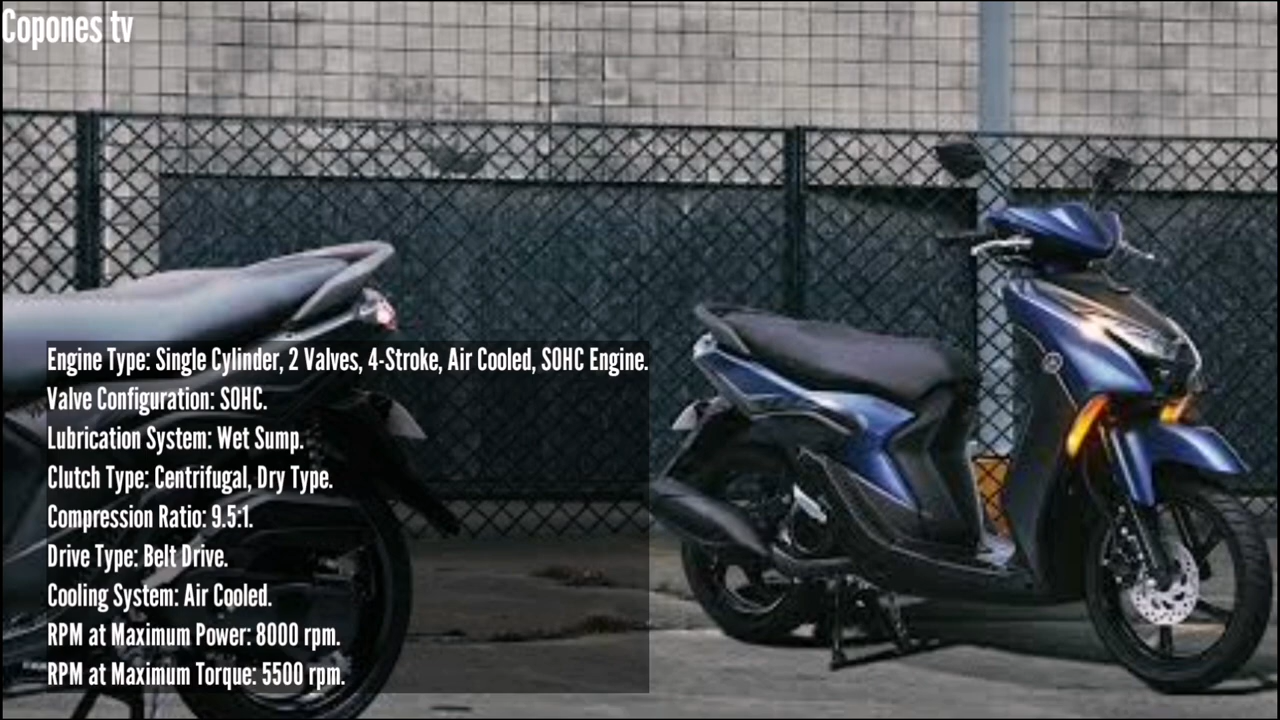 Copones tv
Engine Type: Single Cylinder, 2 Valves, 4-Stroke, Air Cooled, SOHC Engine.
Valve Configuration: SOHC.
Lubrication System: Wet Sump.
Clutch Type: Centrifugal, Dry Type.
Compression Ratio: 9.5:1.
Drive Type: Belt Drive.
Cooling System: Air Cooled.
RPM at Maximum Power: 8000 rpm.
RPM at Maximum Torque: 5500 rpm.